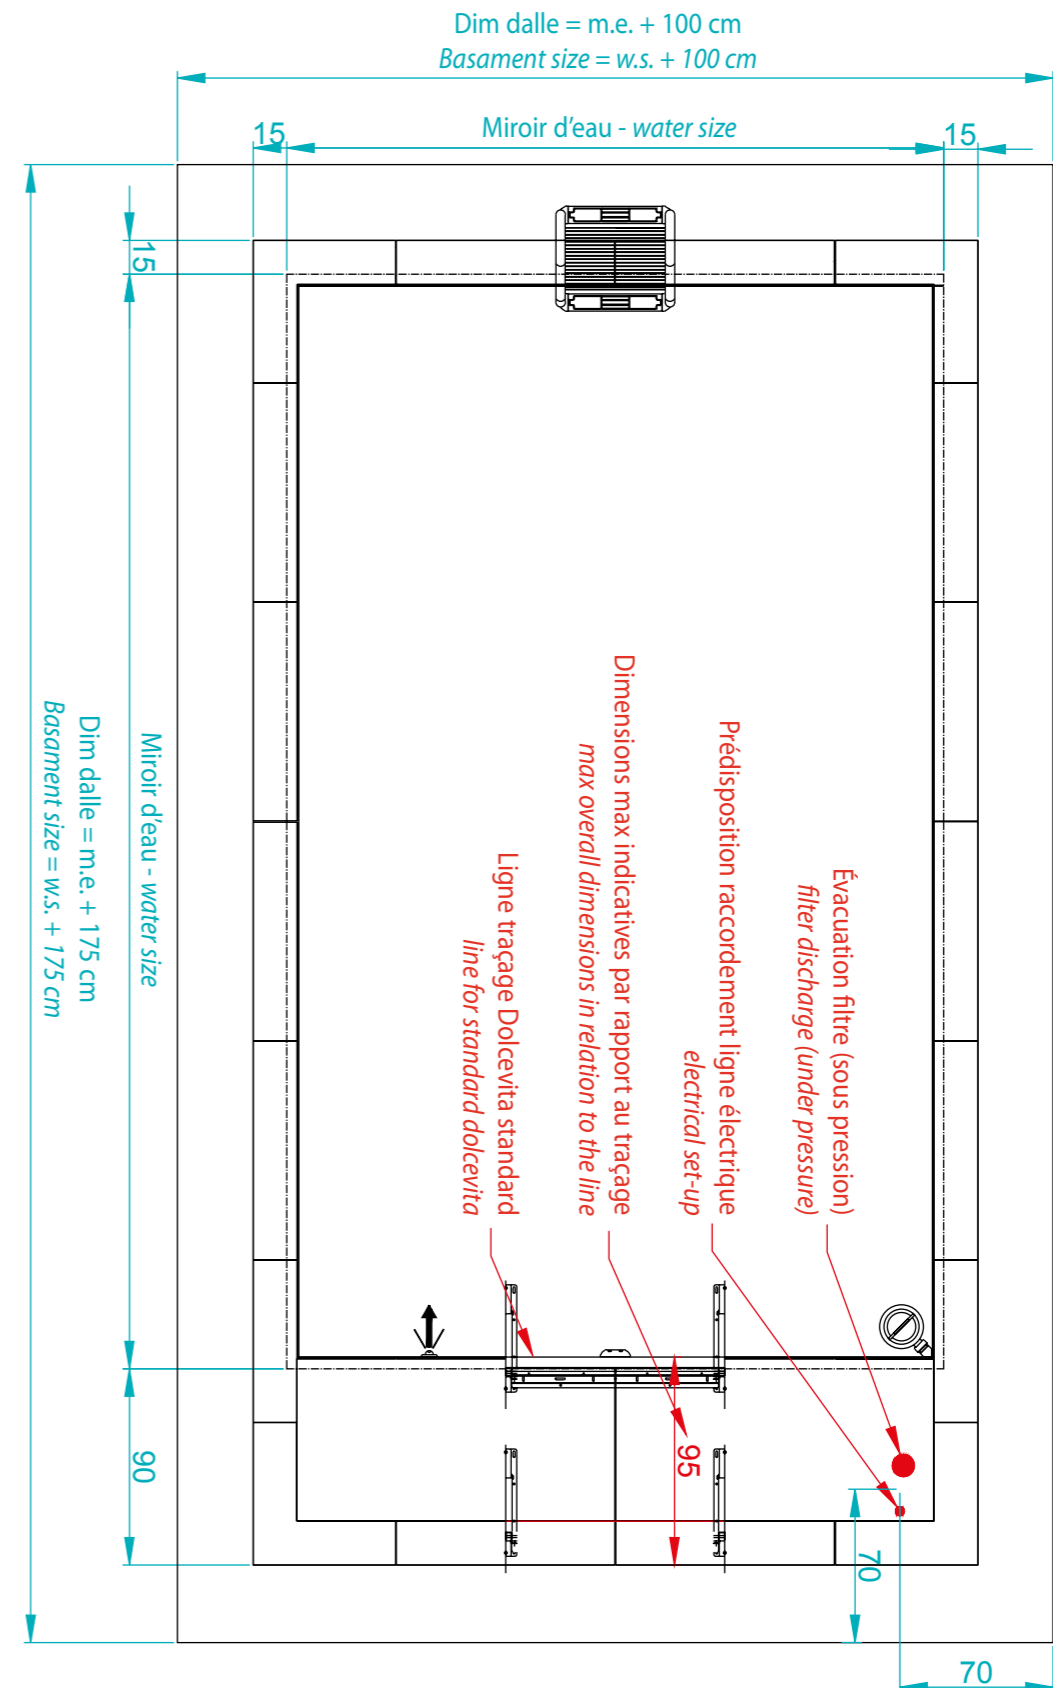 Dim dalle = m.e. + 100 cm
Basament size = w.s. + 100 cm
15
Miroir d'eau - water size
15
15
Miroir d'eau - water size
Dim dalle = m.e. + 175 cm
Basament size = w.s. + 175 cm
90
Évacuation filtre (sous pression)
filter discharge (under pressure)
Prédisposition raccordement ligne électrique
electrical set-up
Dimensions max indicatives par rapport au traçage
max overall dimensions in relation to the line
Ligne traçage Dolcevita standard
line for standard dolcevita
95
70
70